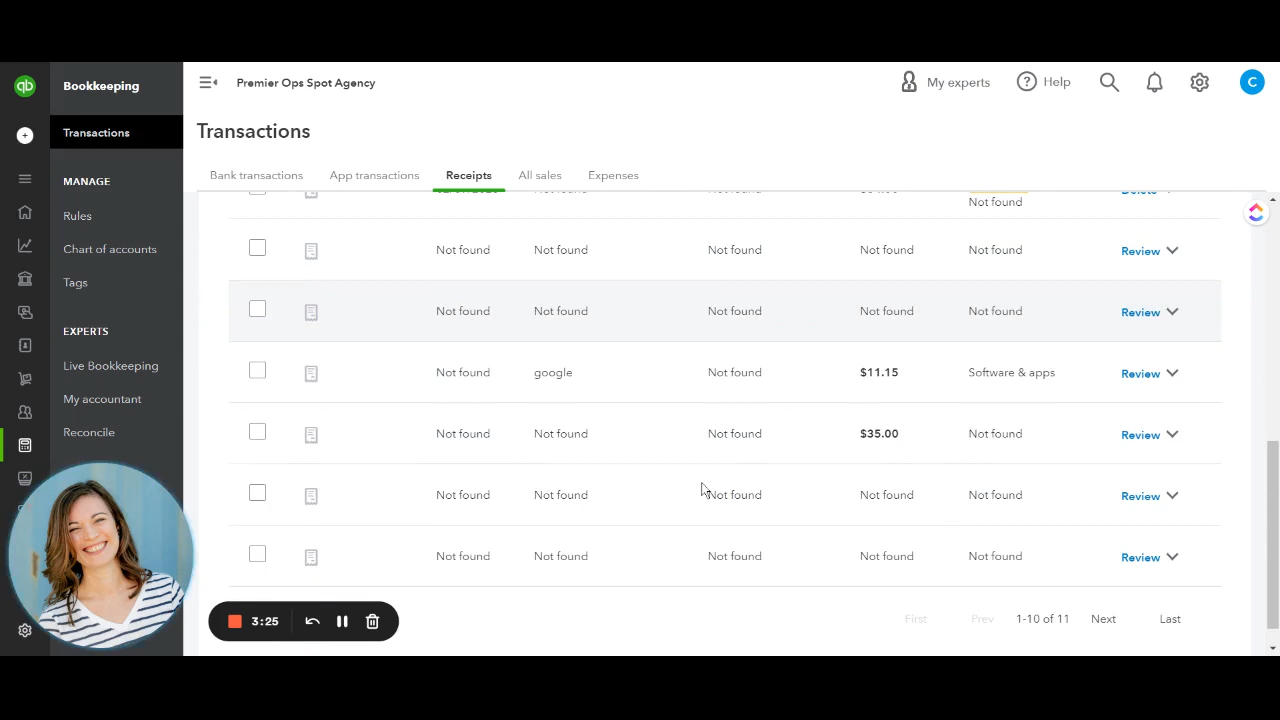 qb
Bookkeeping
Premier Ops Spot Agency
My experts
Help
C
Transactions
Transactions
Bank transactions
App transactions
Receipts
All sales
Expenses
MANAGE
Rules
Chart of accounts
Tags
EXPERTS
Live Bookkeeping
My accountant
Reconcile
Not found
Delete
Not found
Not found Not found Not found Not found Not found Review
Not found Not found Not found Not found Not found Review
Not found google Not found $11.15 Software & apps Review
Not found Not found Not found $35.00 Not found Review
Not found Not found Not found Not found Not found Review
Not found Not found Not found Not found Not found Review
3:25
First Prev 1-10 of 11 Next Last